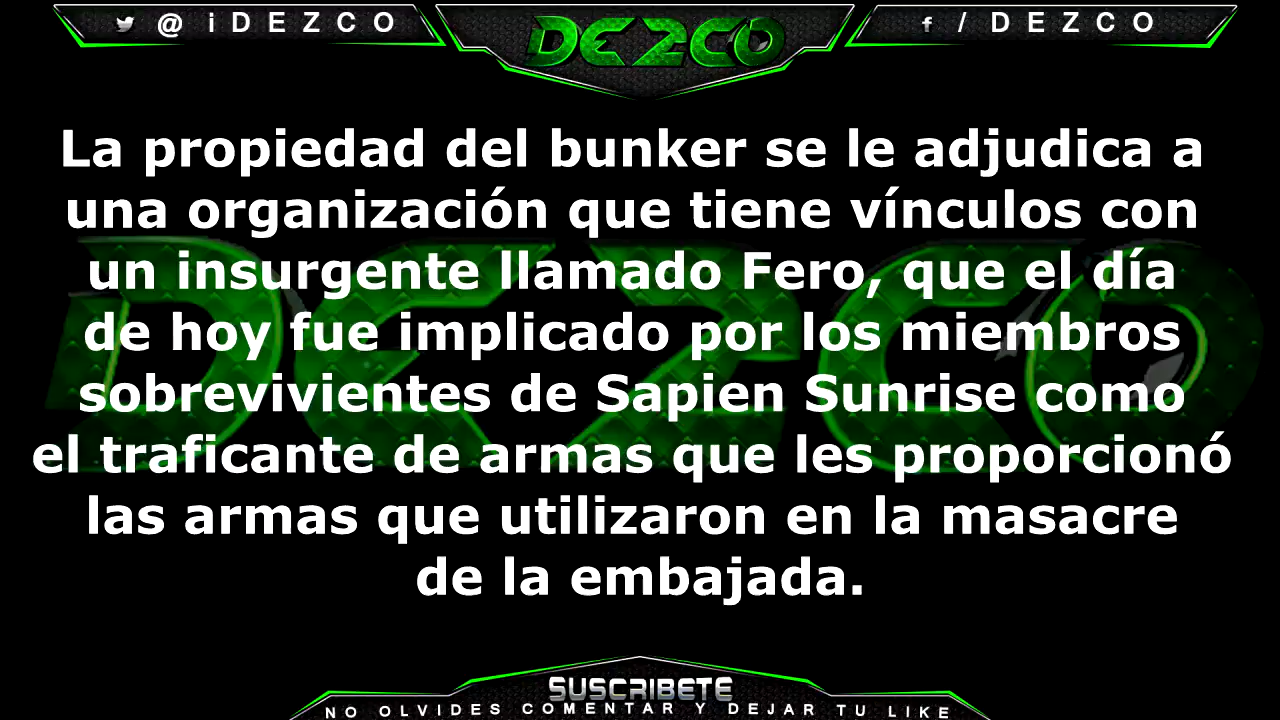 @iDEZCO
DEZCO
f / DEZCO
La propiedad del bunker se le adjudica a
una organización que tiene vínculos con
un insurgente llamado Fero, que el día
de hoy fue implicado por los miembros
sobrevivientes de Sapien Sunrise como
el traficante de armas que les proporcionó
las armas que utilizaron en la masacre
de la embajada.
DEZCO
SUSCRIBETE
NO OLVIDES COMENTAR Y DEJAR TU LIKE